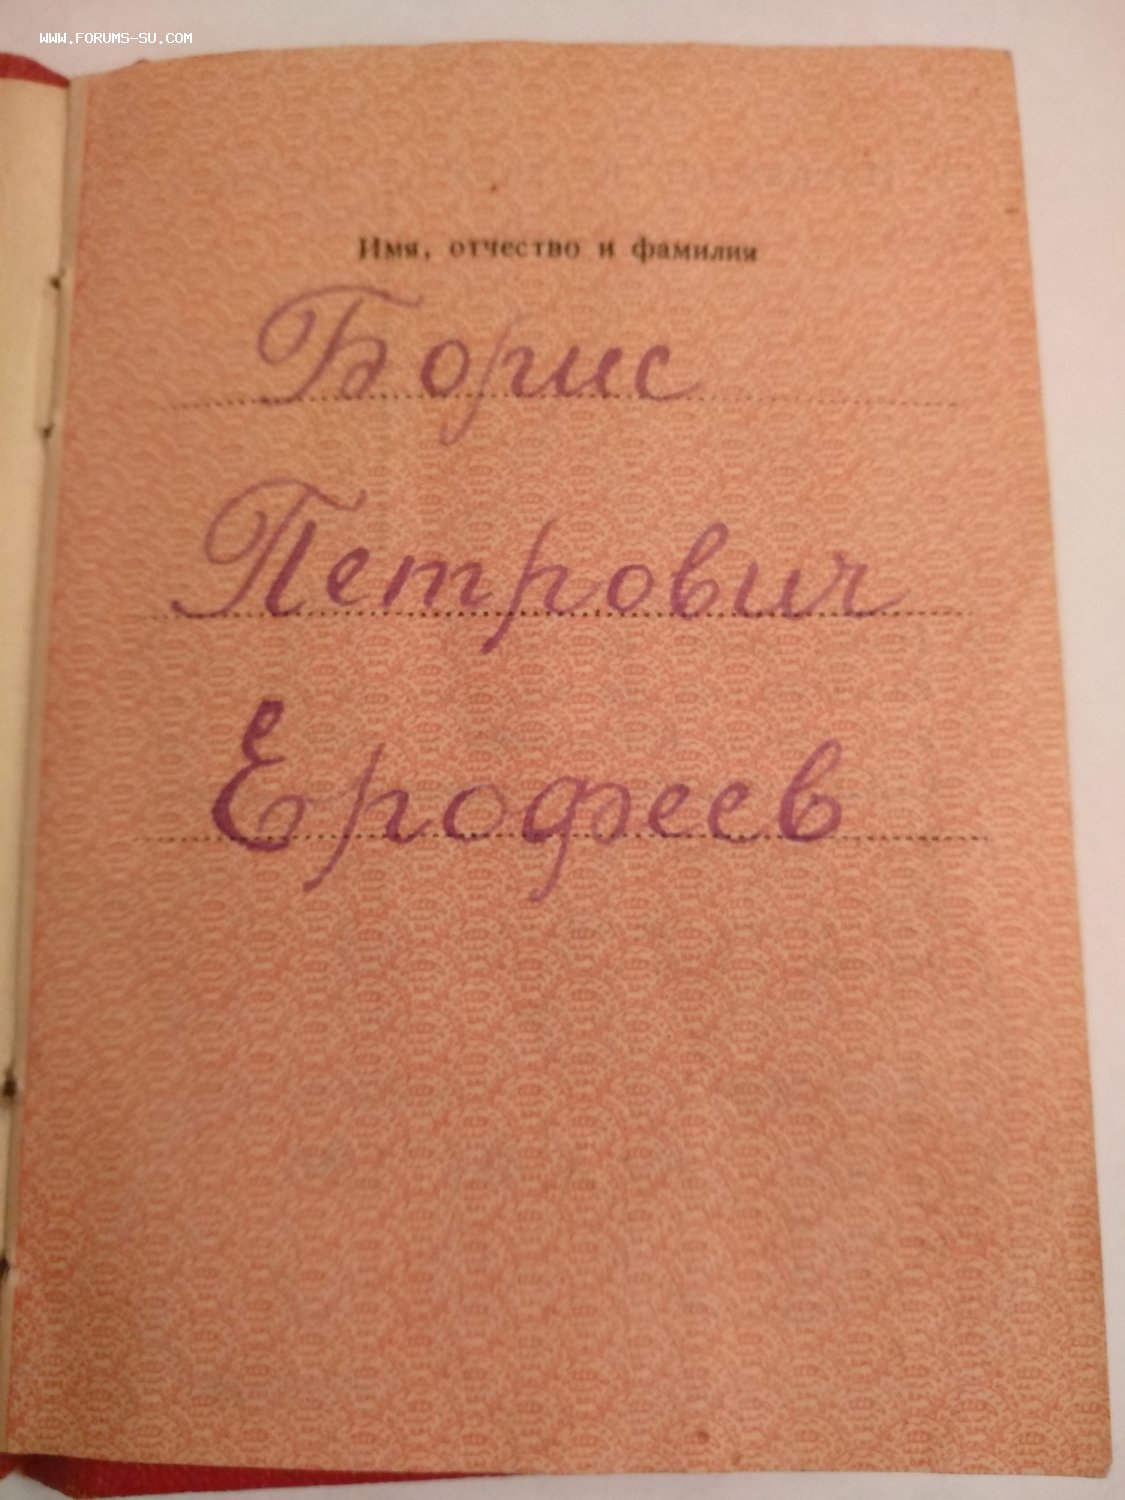 WWW.FORUMS-SU.COM
Имя, отчество и фамилия
Борис
Петрович
Ерофеев